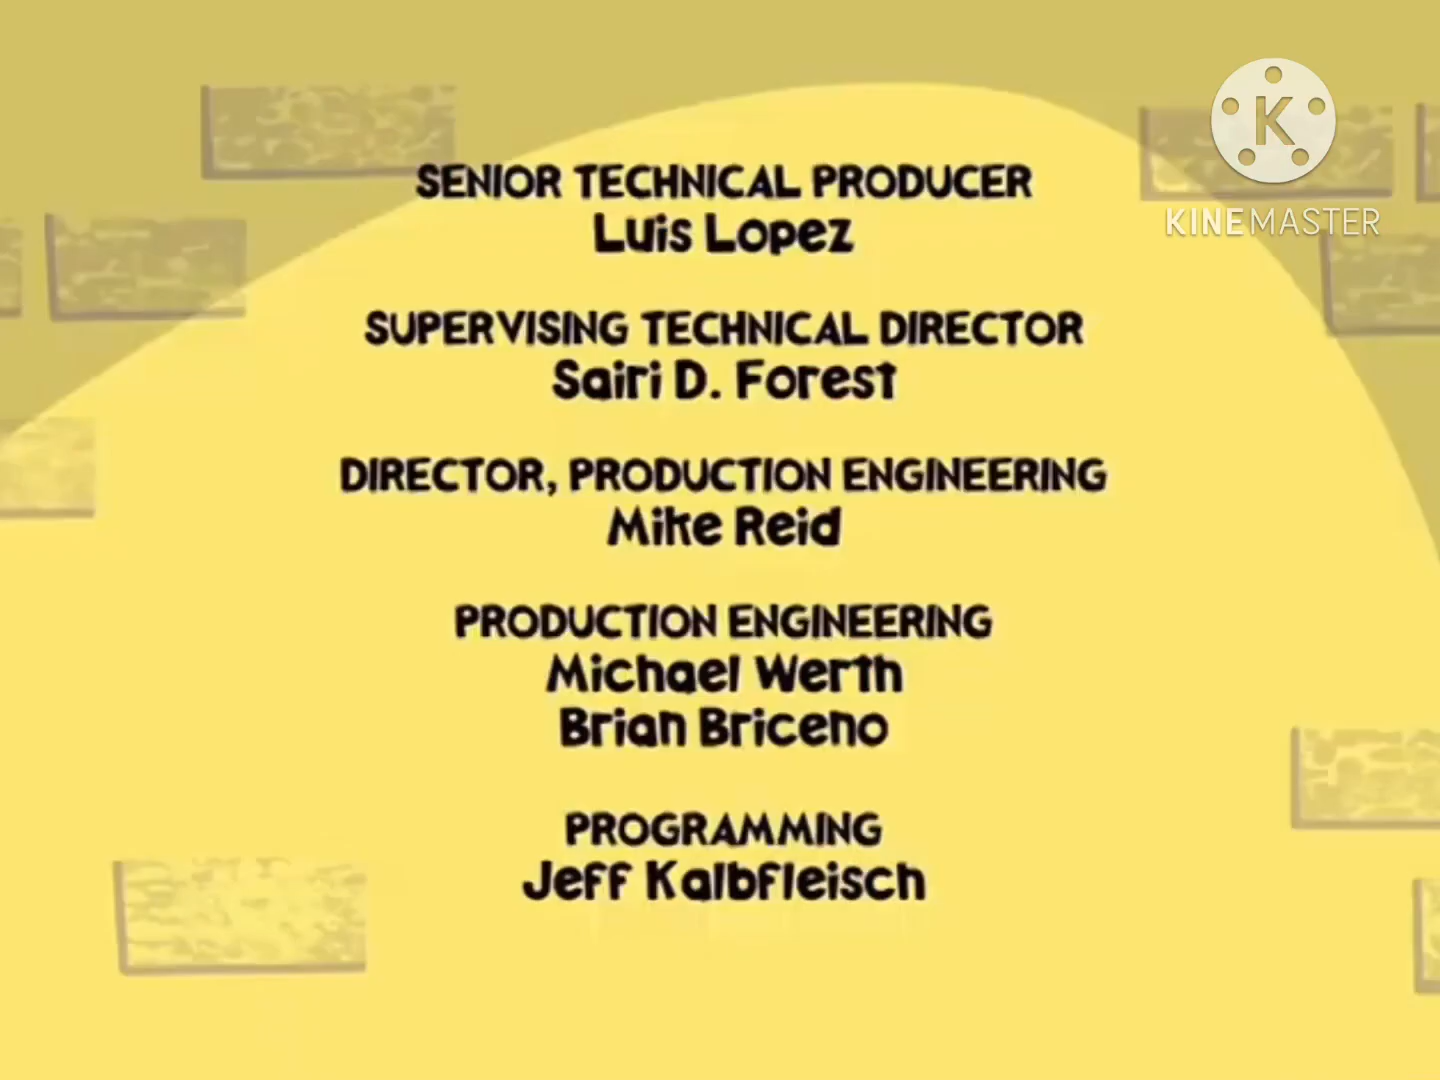 SENIOR TECHNICAL PRODUCER
Luis Lopez
SUPERVISING TECHNICAL DIRECTOR
Sairi D. Forest
DIRECTOR, PRODUCTION ENGINEERING
Mike Reid
PRODUCTION ENGINEERING
Michael Werth
Brian Briceno
PROGRAMMING
Jeff Kalbfleisch
K
KINEMASTER